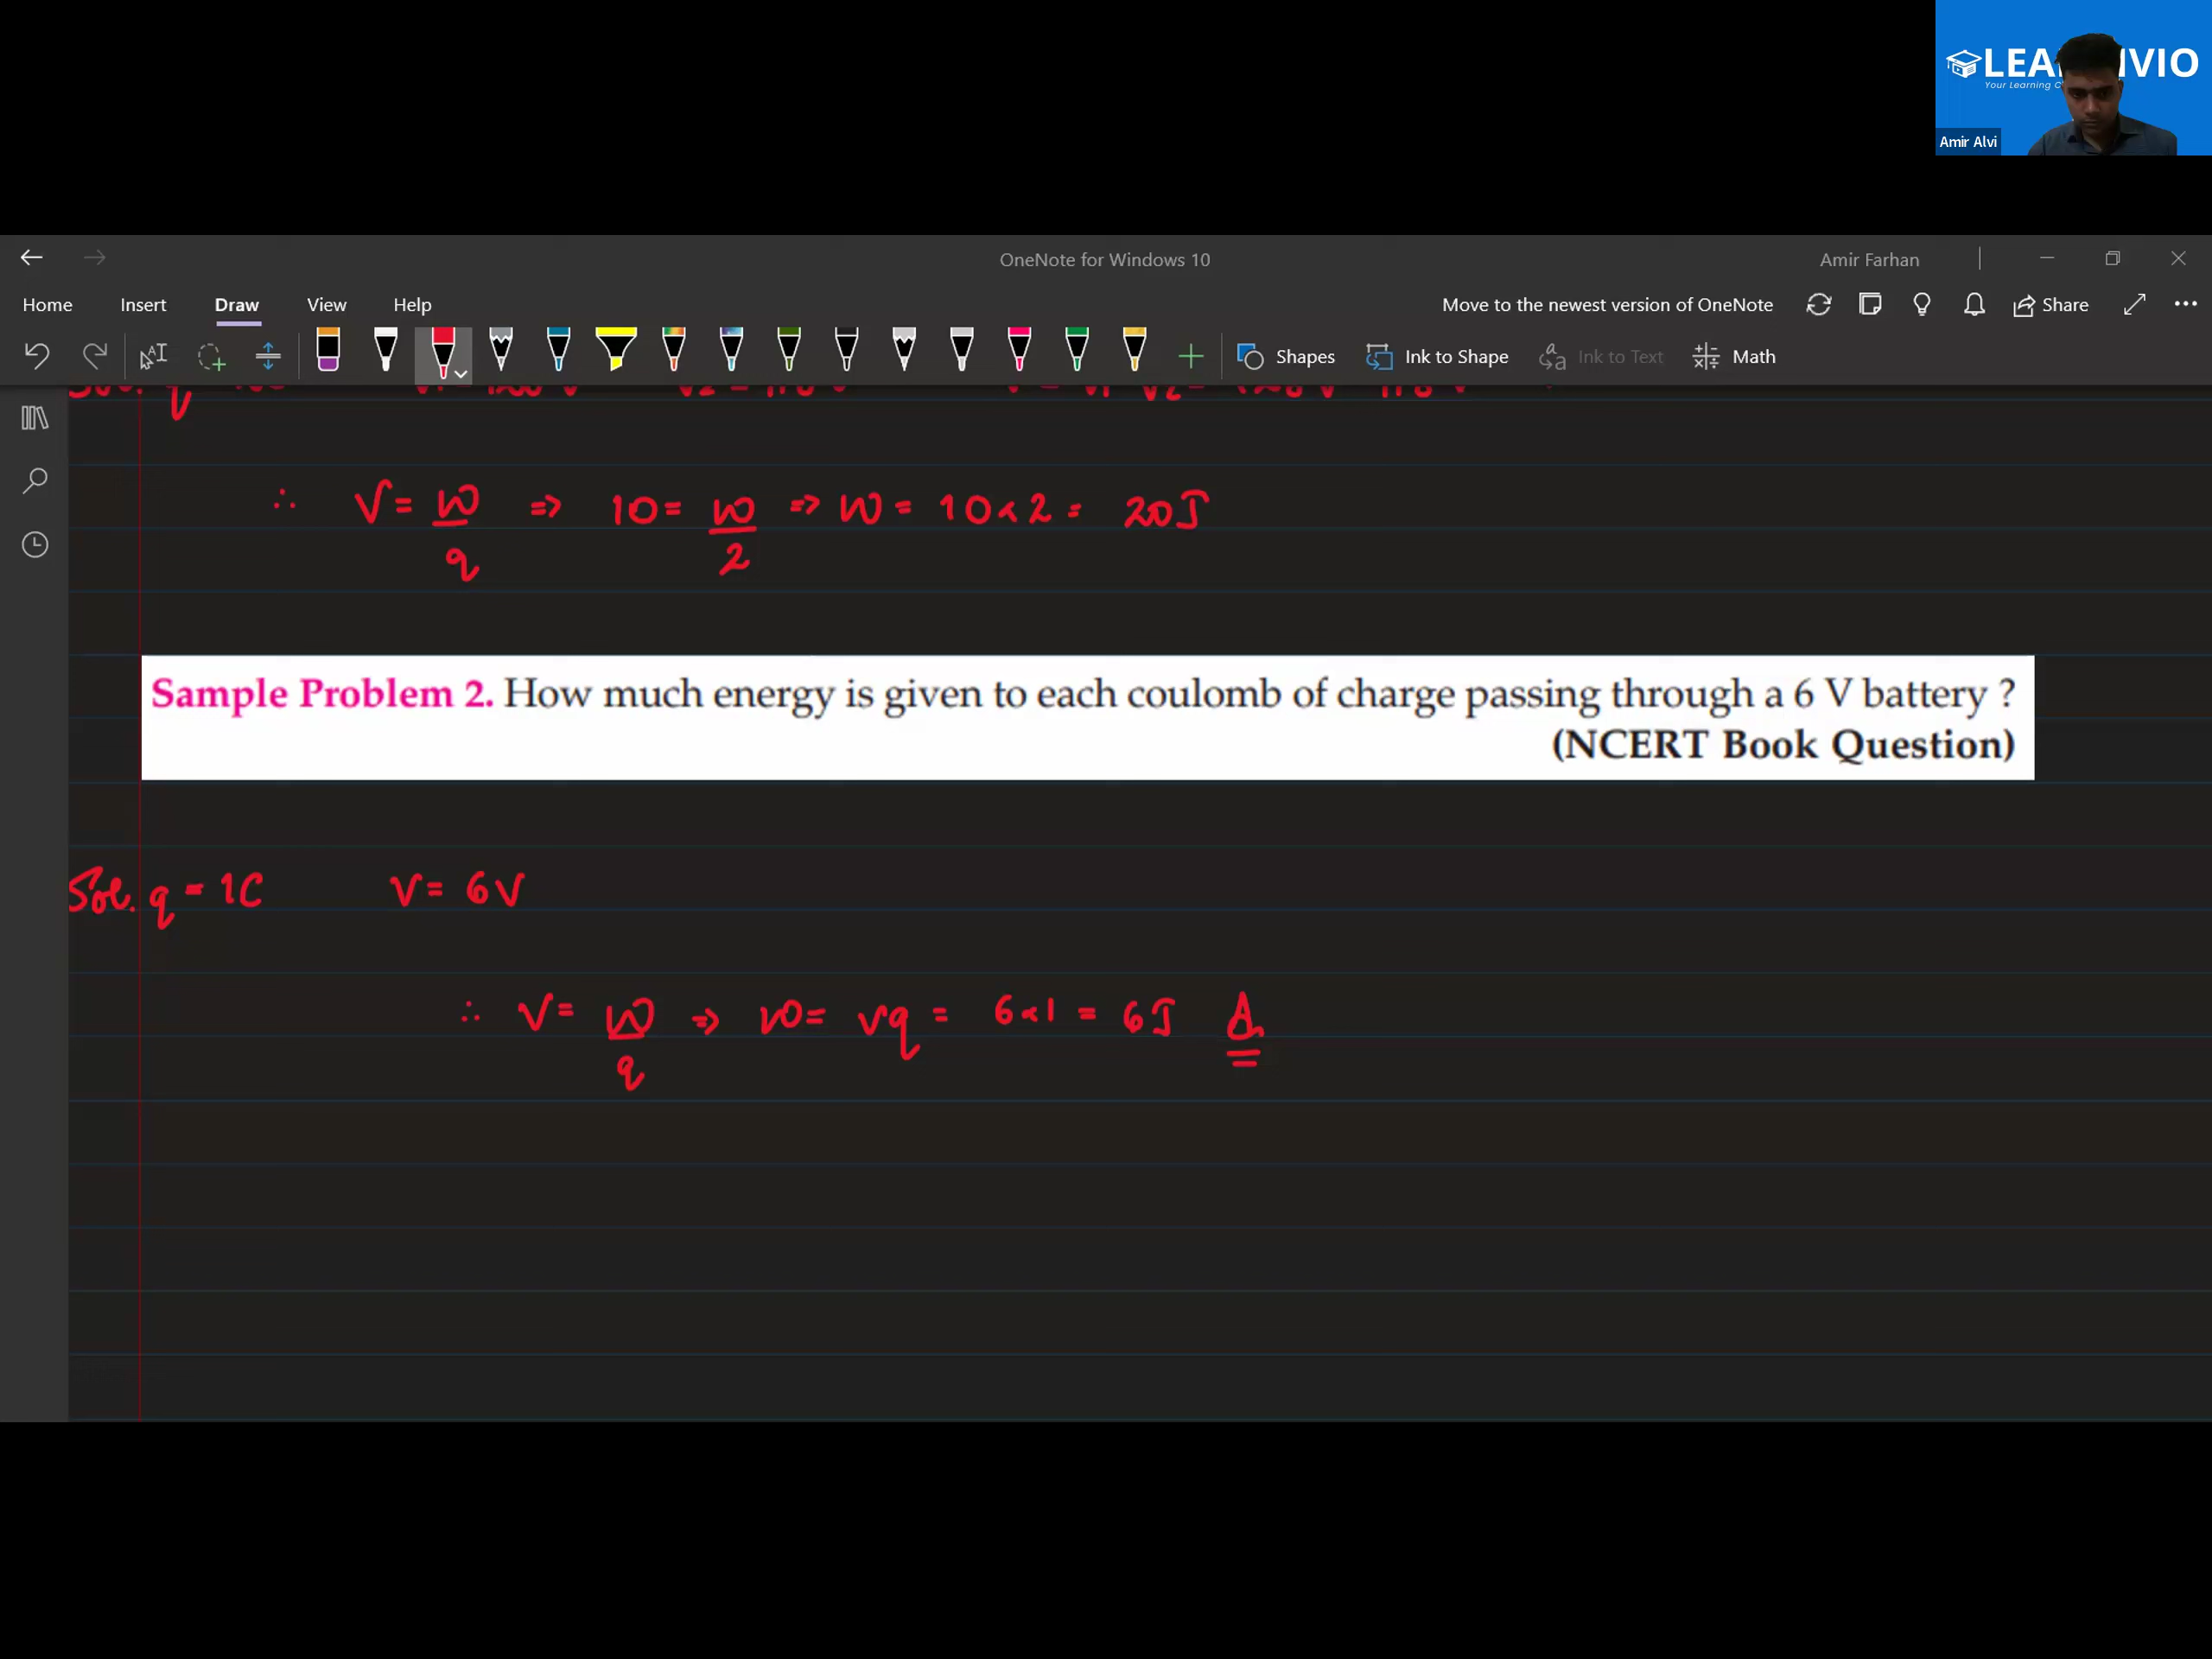 Your Learning
Amir Alvi
OneNote for Windows 10
Amir Farhan
Home Insert Draw View Help
Move to the newest version of OneNote
Share
Shapes Ink to Shape Ink to Text Math
∴ V = W/q ⇒ 10 = W/2 ⇒ W = 10 × 2 = 20J
Sample Problem 2. How much energy is given to each coulomb of charge passing through a 6 V battery ?
(NCERT Book Question)
Sol. q = 1C V = 6V
∴ V = W/q ⇒ W = Vq = 6×1 = 6J